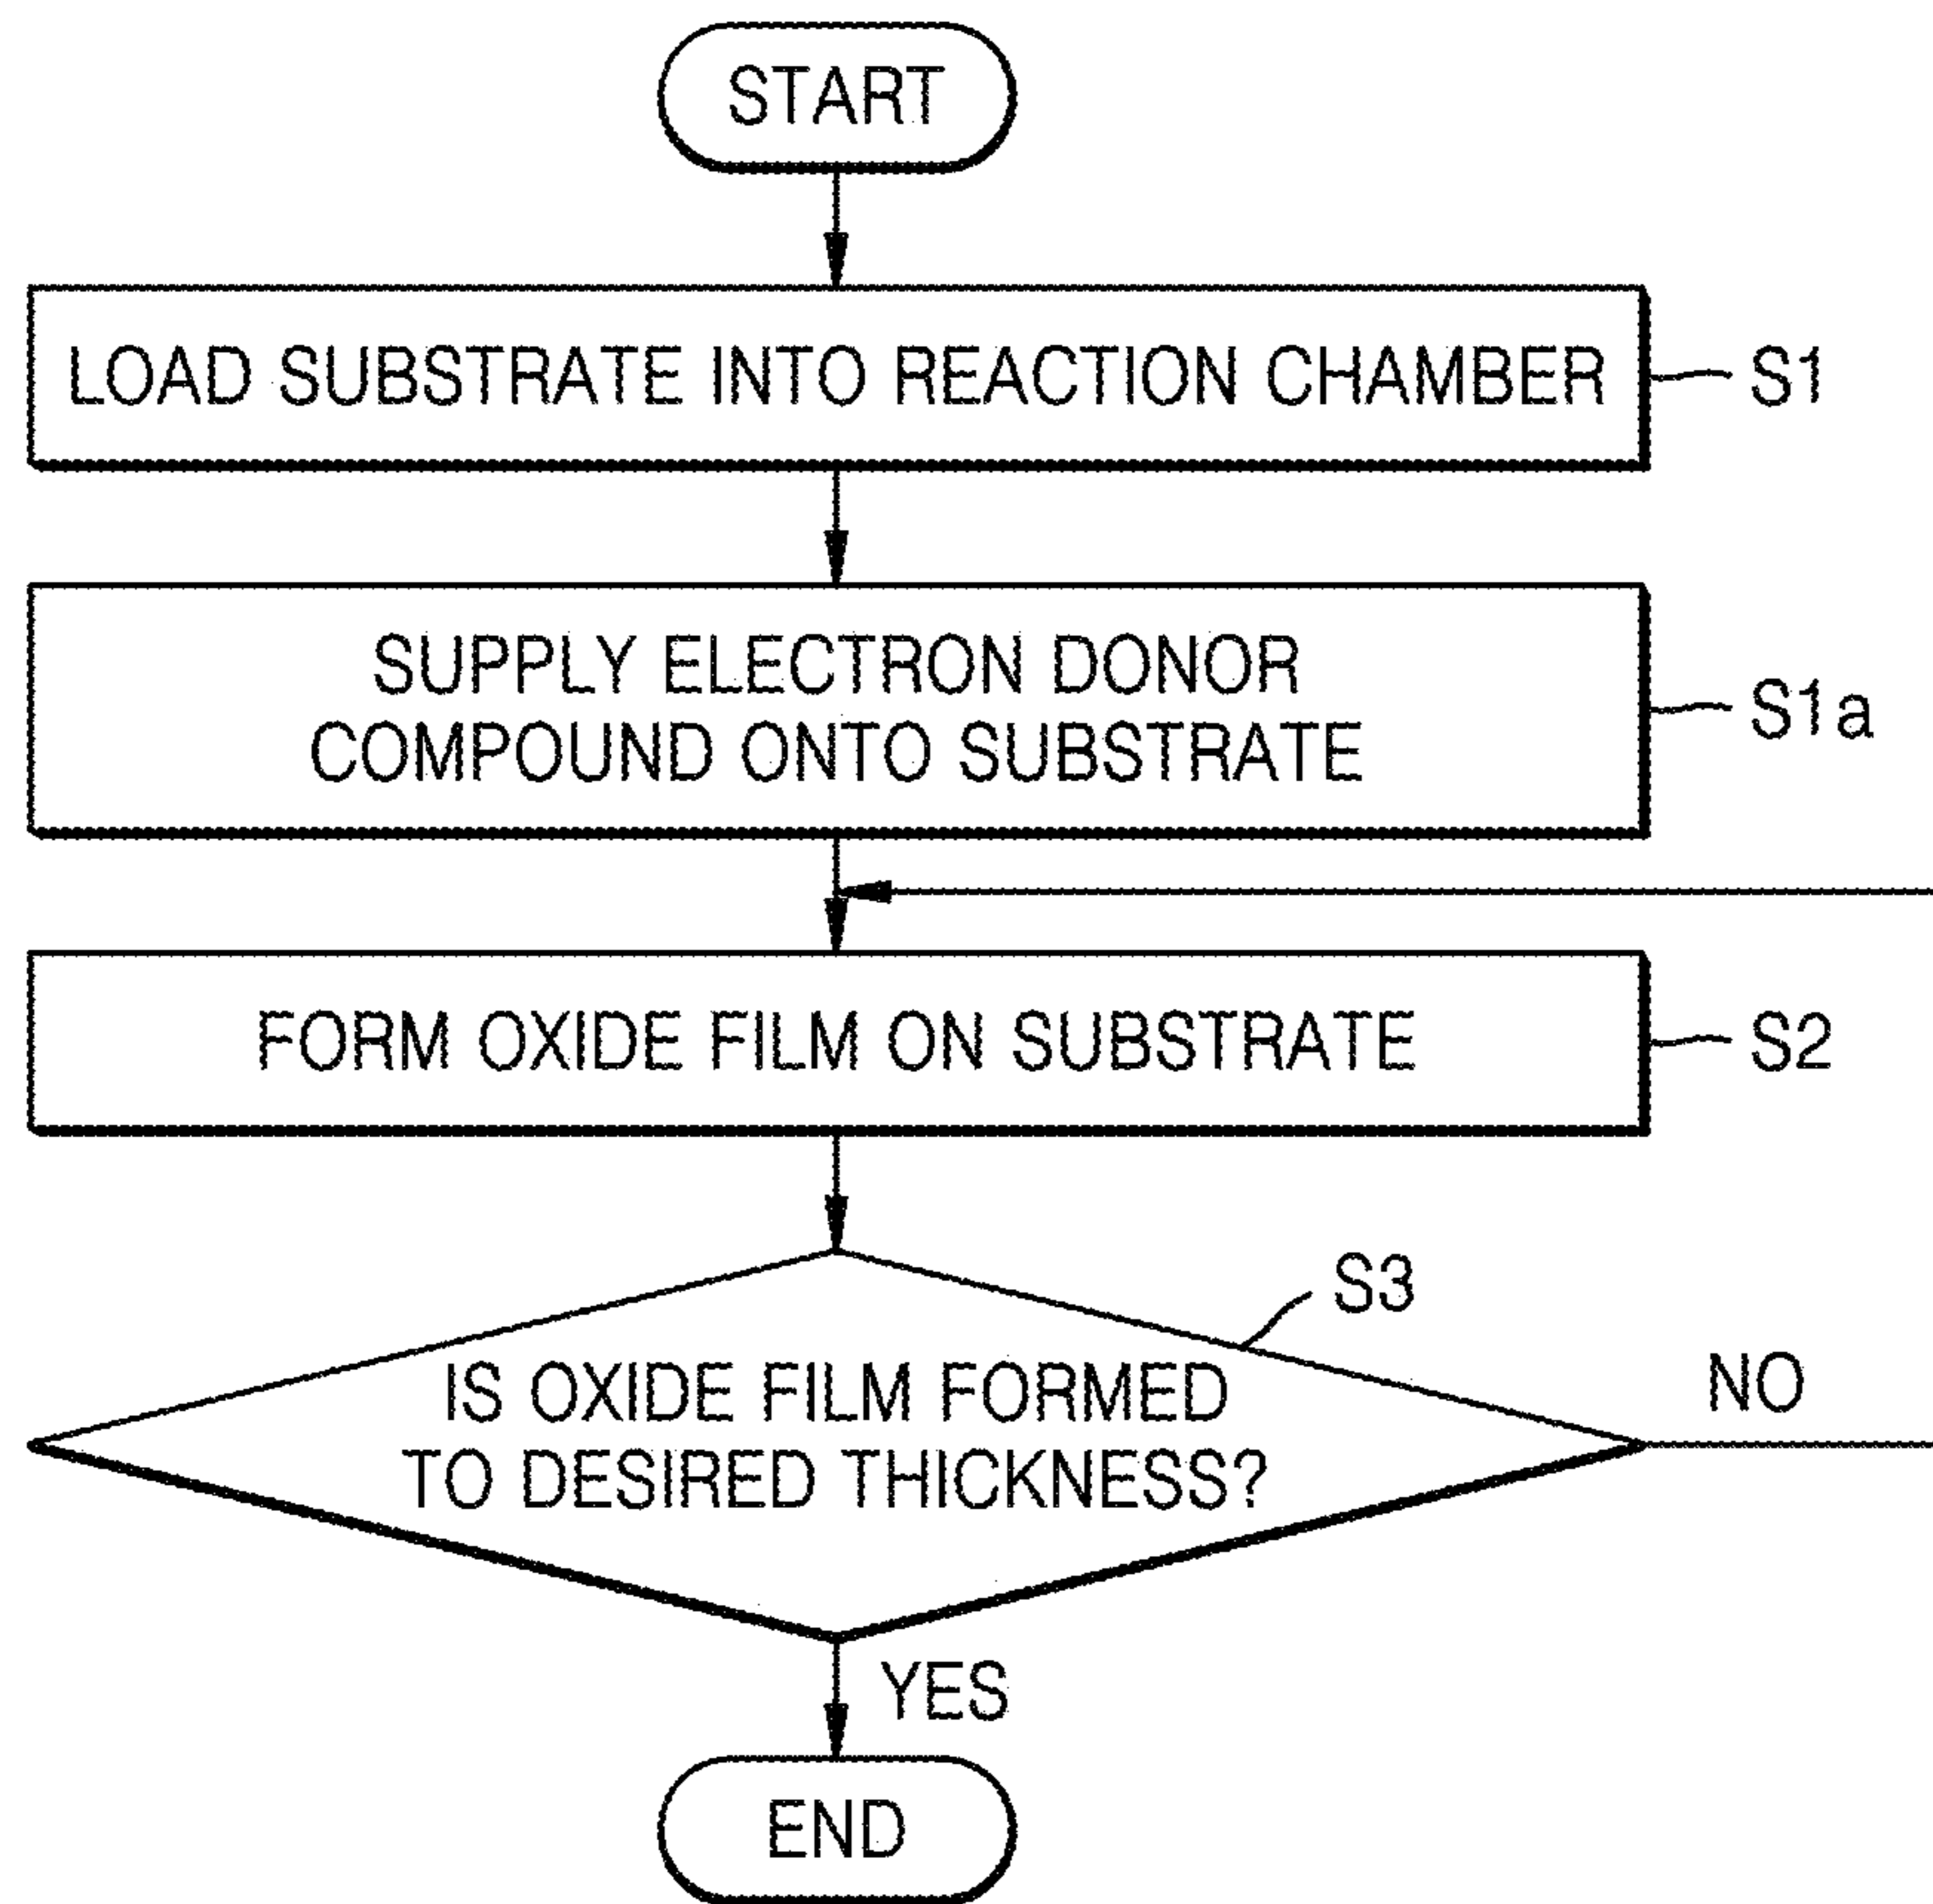 START
LOAD SUBSTRATE INTO REACTION CHAMBER
S1
SUPPLY ELECTRON DONOR
COMPOUND ONTO SUBSTRATE
S1a
FORM OXIDE FILM ON SUBSTRATE
S2
S3
IS OXIDE FILM FORMED
TO DESIRED THICKNESS?
NO
YES
END